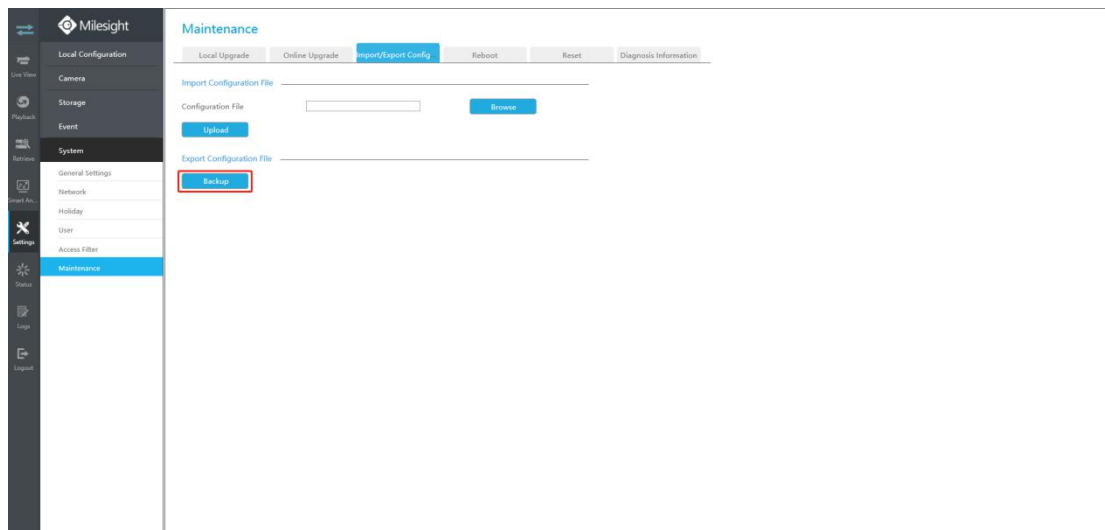 Live View
Playback
Retrieve
Smart An...
Settings
Status
Logs
Logout
Milesight
Local Configuration
Camera
Storage
Event
System
General Settings
Network
Holiday
User
Access Filter
Maintenance
Maintenance
Local Upgrade Online Upgrade Import/Export Config Reboot Reset Diagnosis Information
Import Configuration File
Configuration File Browse
Upload
Export Configuration File
Backup